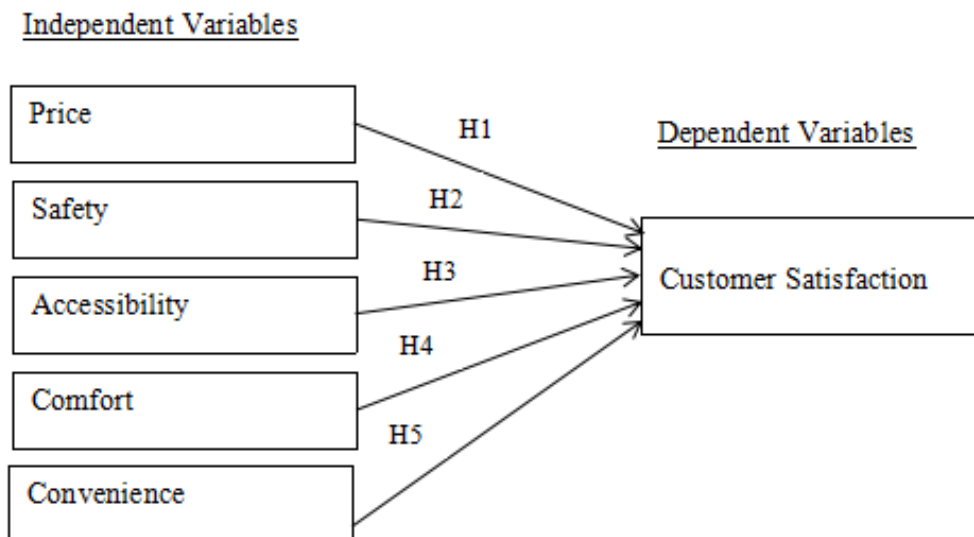 Independent Variables
Price
H1
Dependent Variables
Safety
H2
H3
Customer Satisfaction
Accessibility
H4
Comfort
H5
Convenience